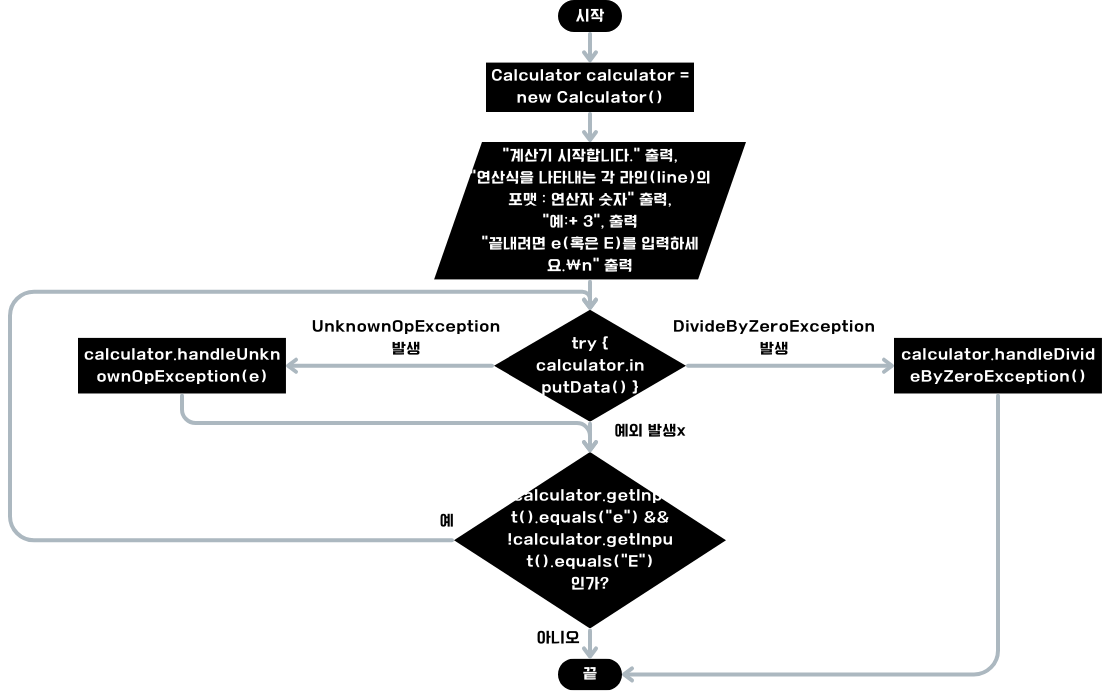 시작
Calculator calculator =
new Calculator()
"계산기 시작합니다." 출력,
"연산식을 나타내는 각 라인(line)의
포맷 : 연산자 숫자" 출력,
"예:+ 3", 출력
"끝내려면 e(혹은 E)를 입력하세
요.₩n" 출력
UnknownOpException
발생
DivideByZeroException
발생
calculator.handleUnkn
ownOpException(e)
try {
calculator.in
putData() }
calculator.handleDivid
eByZeroException()
예외 발생x
calculator.getInp
t().equals("e") &&
!calculator.getInpu
t().equals("E")
인가?
예
아니오
끝